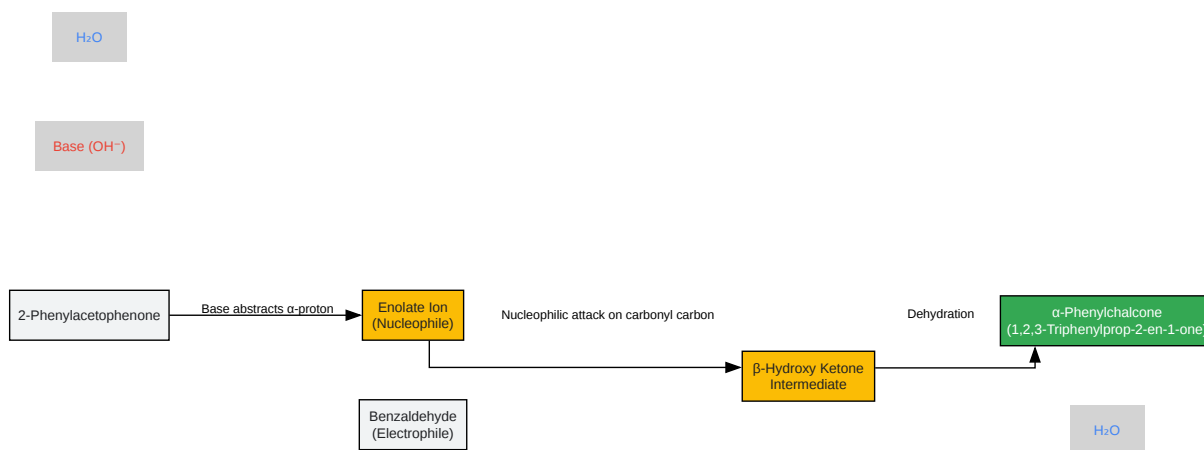 H₂O
Base (OH⁻)
2-Phenylacetophenone
Base abstracts α-proton
Enolate Ion
(Nucleophile)
Nucleophilic attack on carbonyl carbon
Benzaldehyde
(Electrophile)
β-Hydroxy Ketone
Intermediate
Dehydration
α-Phenylchalcone
(1,2,3-Triphenylprop-2-en-1-one)
H₂O